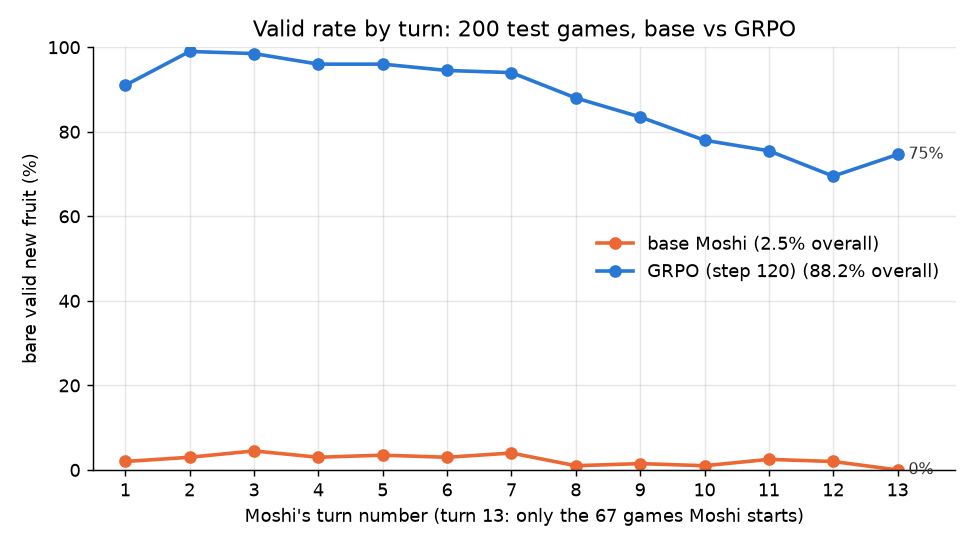 Valid rate by turn: 200 test games, base vs GRPO
100
80
60
40
20
0
bare valid new fruit (%)
75%
base Moshi (2.5% overall)
GRPO (step 120) (88.2% overall)
0%
1 2 3 4 5 6 7 8 9 10 11 12 13
Moshi's turn number (turn 13: only the 67 games Moshi starts)